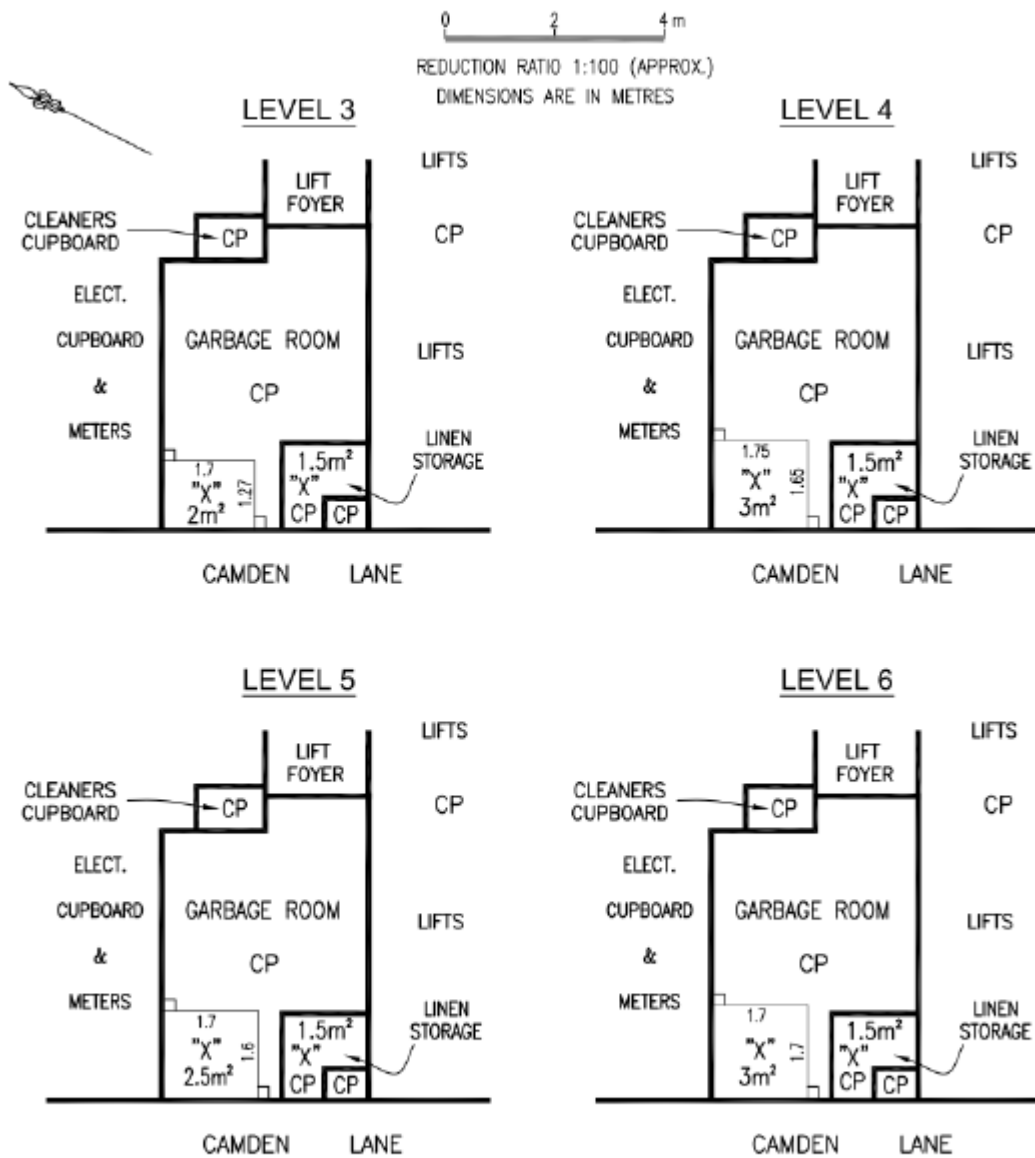 0 2 4 m
REDUCTION RATIO 1:100 (APPROX.)
DIMENSIONS ARE IN METRES
LEVEL 3
LIFTS
LIFT
FOYER
CLEANERS
CUPBOARD
CP
CP
ELECT.
CUPBOARD
&
METERS
GARBAGE ROOM
CP
LIFTS
LINEN
STORAGE
1.7
"X"
2m²
1.27
1.5m²
"X"
CP
CP
CAMDEN LANE
LEVEL 4
LIFTS
LIFT
FOYER
CLEANERS
CUPBOARD
CP
CP
ELECT.
CUPBOARD
&
METERS
GARBAGE ROOM
CP
LIFTS
LINEN
STORAGE
1.75
"X"
3m²
1.65
1.5m²
"X"
CP
CP
CAMDEN LANE
LEVEL 5
LIFTS
LIFT
FOYER
CLEANERS
CUPBOARD
CP
CP
ELECT.
CUPBOARD
&
METERS
GARBAGE ROOM
CP
LIFTS
LINEN
STORAGE
1.7
"X"
2.5m²
1.6
1.5m²
"X"
CP
CP
CAMDEN LANE
LEVEL 6
LIFTS
LIFT
FOYER
CLEANERS
CUPBOARD
CP
CP
ELECT.
CUPBOARD
&
METERS
GARBAGE ROOM
CP
LIFTS
LINEN
STORAGE
1.7
"X"
3m²
1.7
1.5m²
"X"
CP
CP
CAMDEN LANE